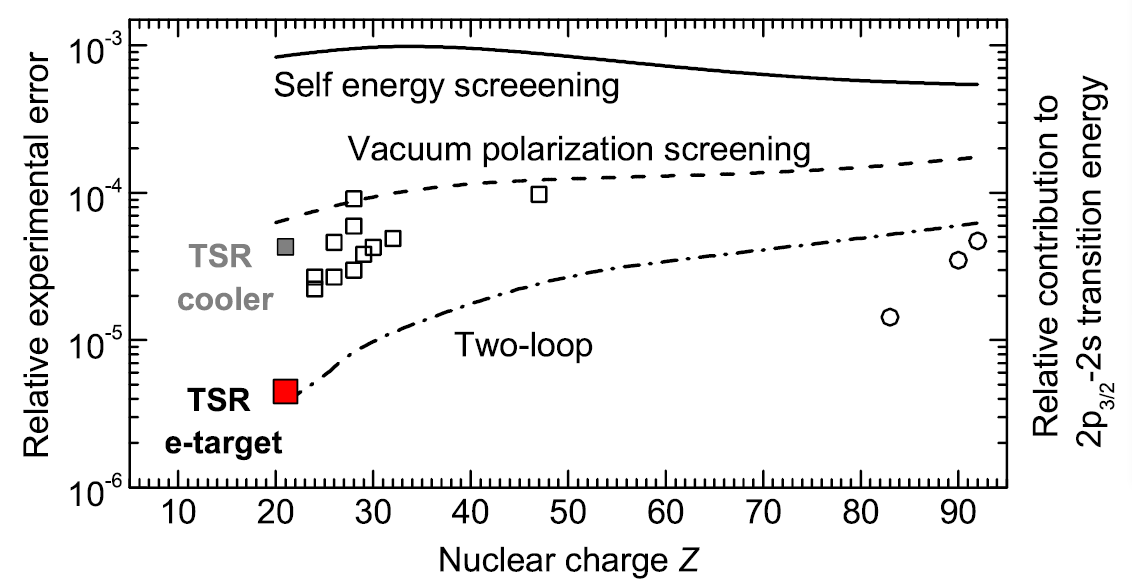 Relative experimental error
10-3
10-4
10-5
10-6
Self energy screeening
Vacuum polarization screening
TSR
cooler
Two-loop
TSR
e-target
10 20 30 40 50 60 70 80 90
Nuclear charge Z
Relative contribution to
2p3/2-2s transition energy